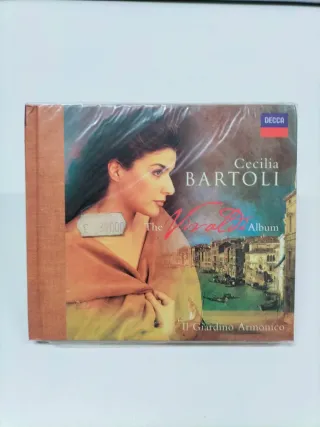 DECCA
Cecilia
BARTOLI
The Vivaldi Album
Il Giardino Armonico